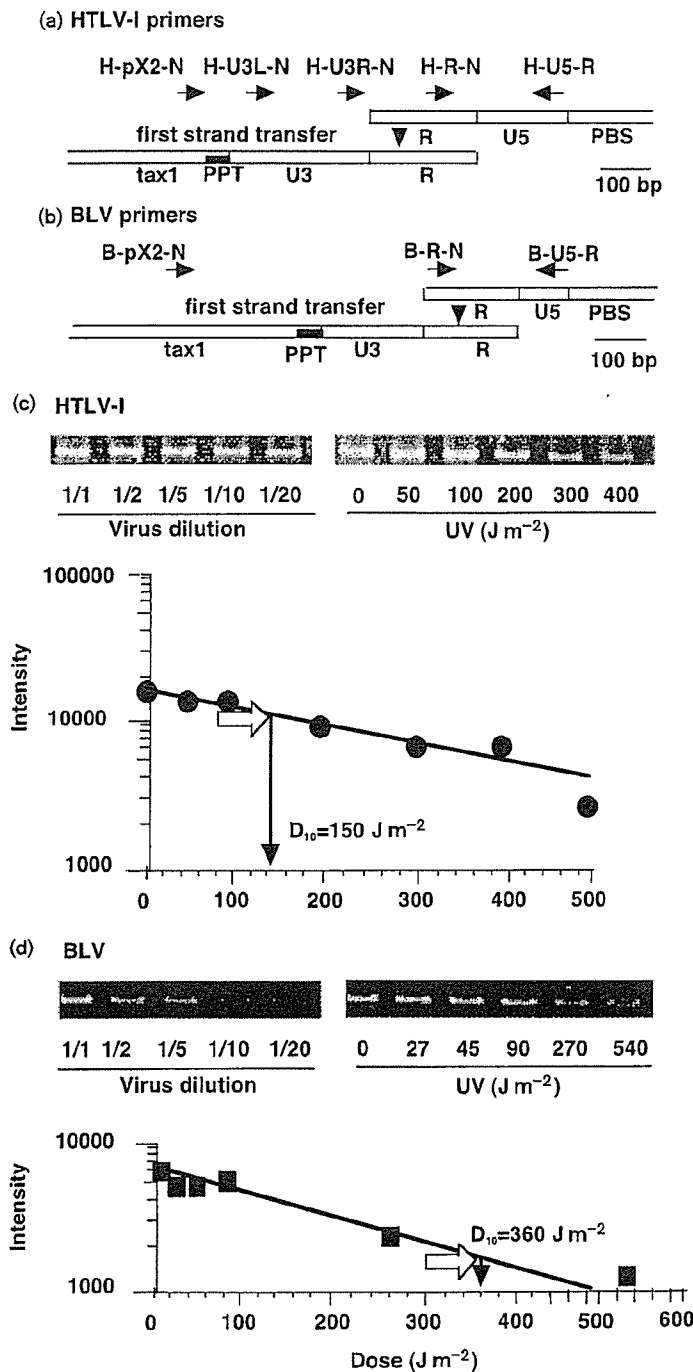 (a) HTLV-I primers
H-pX2-N H-U3L-N H-U3R-N H-R-N H-U5-R
first strand transfer R U5 PBS
tax1 PPT U3 R 100 bp
(b) BLV primers
B-pX2-N B-R-N B-U5-R
first strand transfer R U5 PBS
tax1 PPT U3 R 100 bp
(c) HTLV-I
1/1 1/2 1/5 1/10 1/20 0 50 100 200 300 400
Virus dilution UV (J m⁻²)
100000
10000
1000
Intensity
D₁₀=150 J m⁻²
0 100 200 300 400 500
(d) BLV
1/1 1/2 1/5 1/10 1/20 0 27 45 90 270 540
Virus dilution UV (J m⁻²)
10000
1000
Intensity
D₁₀=360 J m⁻²
0 100 200 300 400 500 600
Dose (J m⁻²)